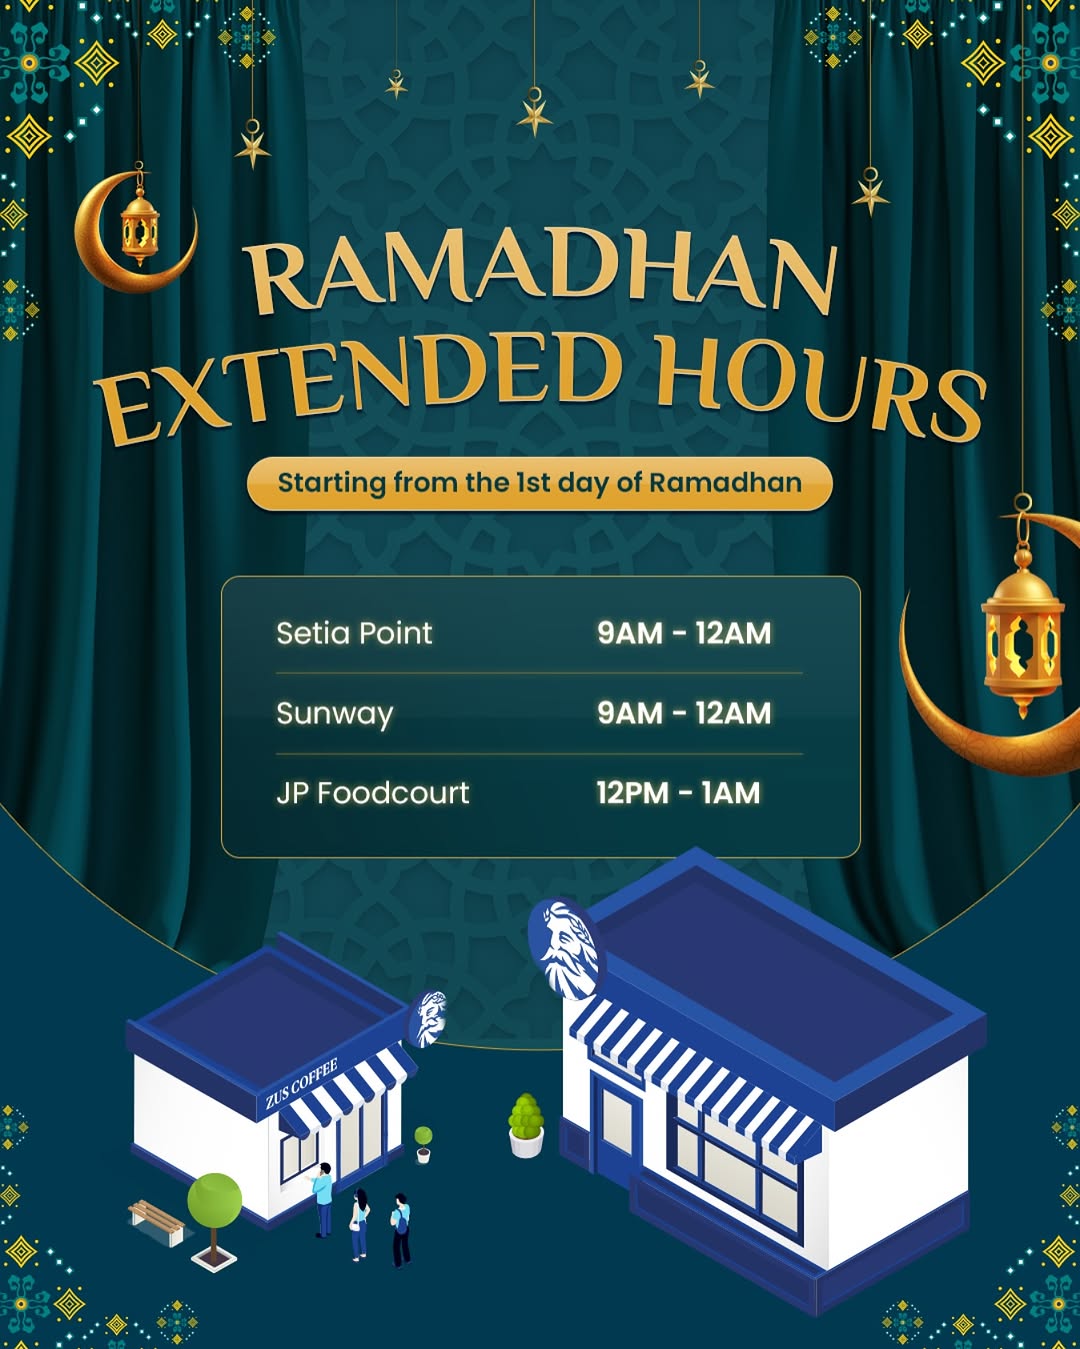 RAMADHAN
EXTENDED HOURS
Starting from the 1st day of Ramadhan
Setia Point 9AM - 12AM
Sunway 9AM - 12AM
JP Foodcourt 12PM - 1AM
ZUS COFFEE